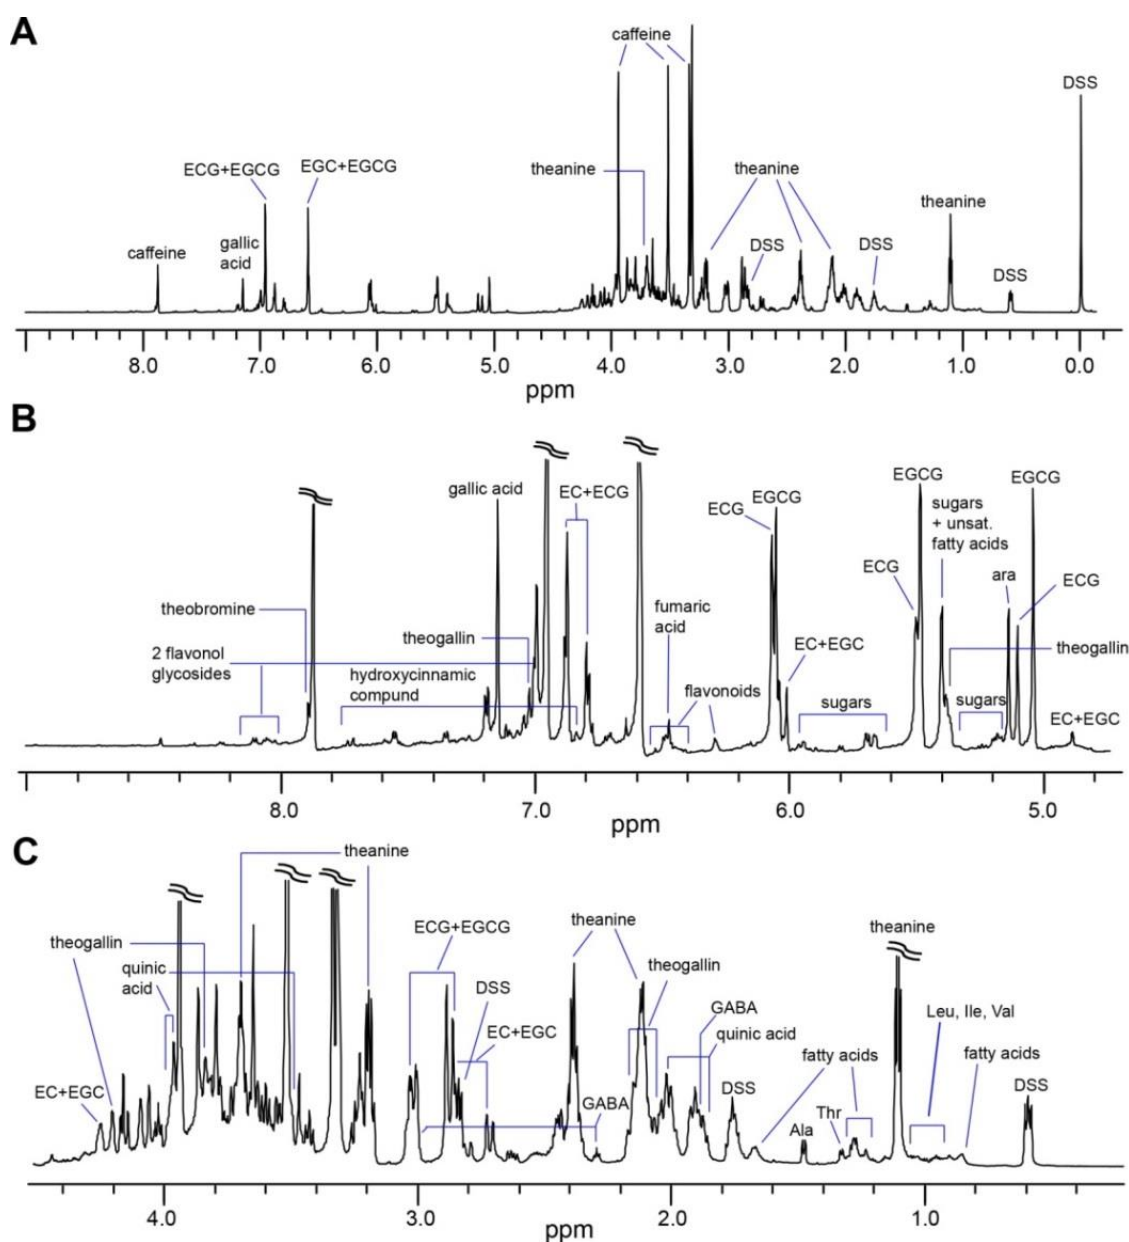 A
caffeine
DSS
ECG+EGCG
EGC+EGCG
theanine
theanine
theanine
caffeine
gallic
acid
DSS
DSS
DSS
8.0 7.0 6.0 5.0 4.0 3.0 2.0 1.0 0.0
ppm
B
gallic acid
EC+ECG
ECG
EGCG
EGCG
sugars
+ unsat.
fatty acids
EGCG
ECG
ara
ECG
theobromine
theogallin
fumaric
acid
EC+EGC
theogallin
2 flavonol
glycosides
hydroxycinnamic
compund
flavonoids
sugars
sugars
EC+EGC
8.0 7.0 6.0 5.0
ppm
C
theanine
theogallin
quinic
acid
ECG+EGCG
DSS
EC+EGC
theanine
theogallin
GABA
quinic acid
theanine
Leu, Ile, Val
EC+EGC
GABA
DSS
fatty acids
fatty acids
Ala
Thr
DSS
4.0 3.0 2.0 1.0
ppm